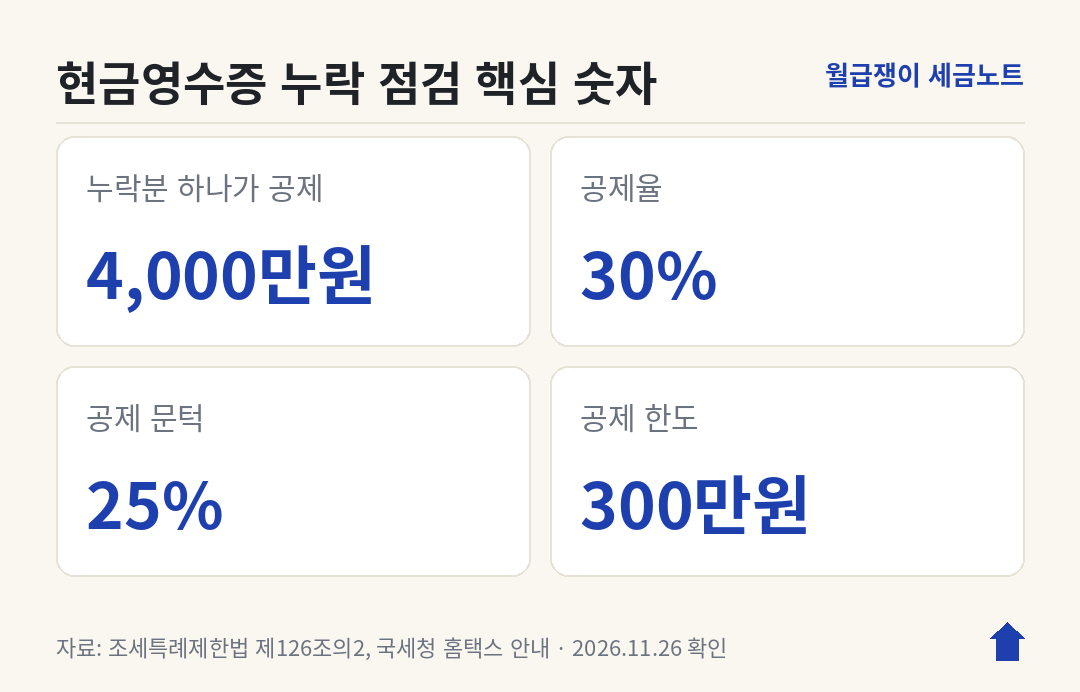 현금영수증 누락 점검 핵심 숫자
월급쟁이 세금노트
누락분 하나가 공제
4,000만원
공제율
30%
공제 문턱
25%
공제 한도
300만원
자료: 조세특례제한법 제126조의2, 국세청 홈택스 안내 · 2026.11.26 확인